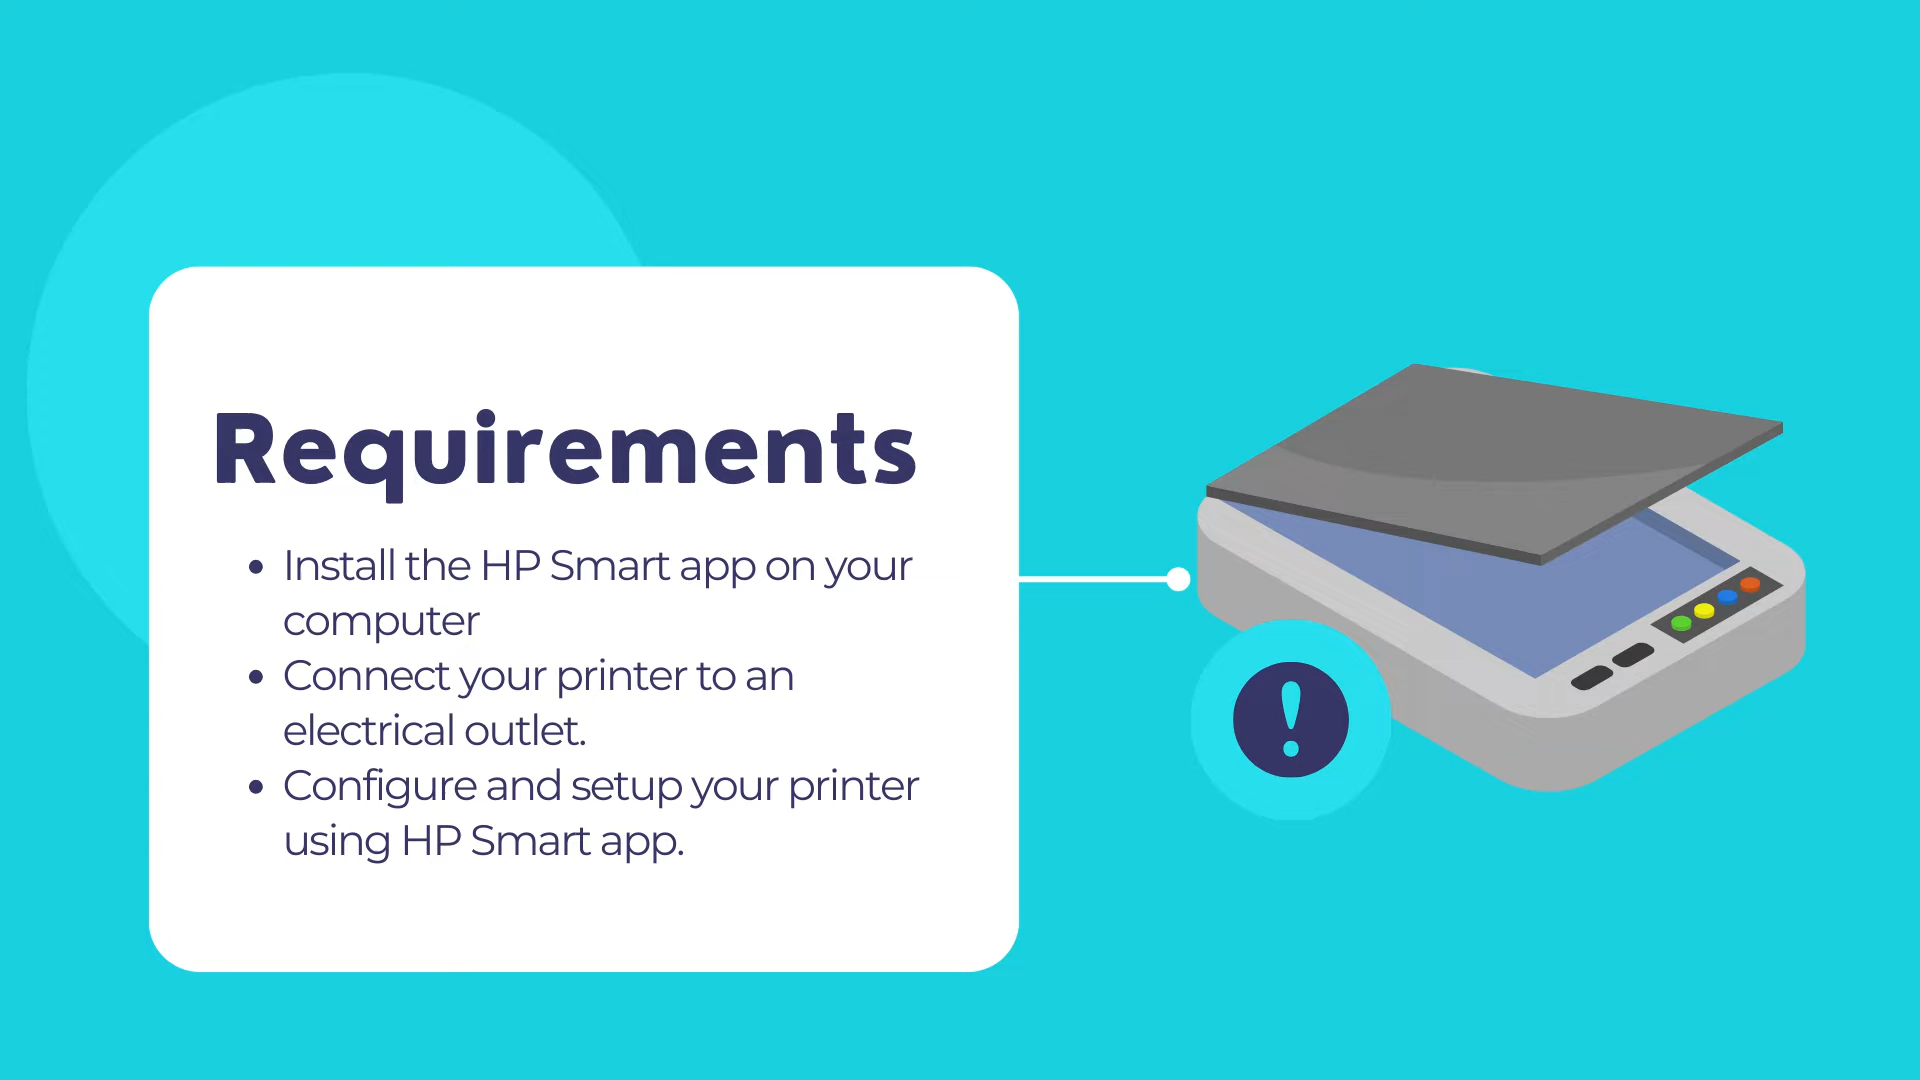 Requirements
• Install the HP Smart app on your
computer
• Connect your printer to an
electrical outlet.
• Configure and setup your printer
using HP Smart app.